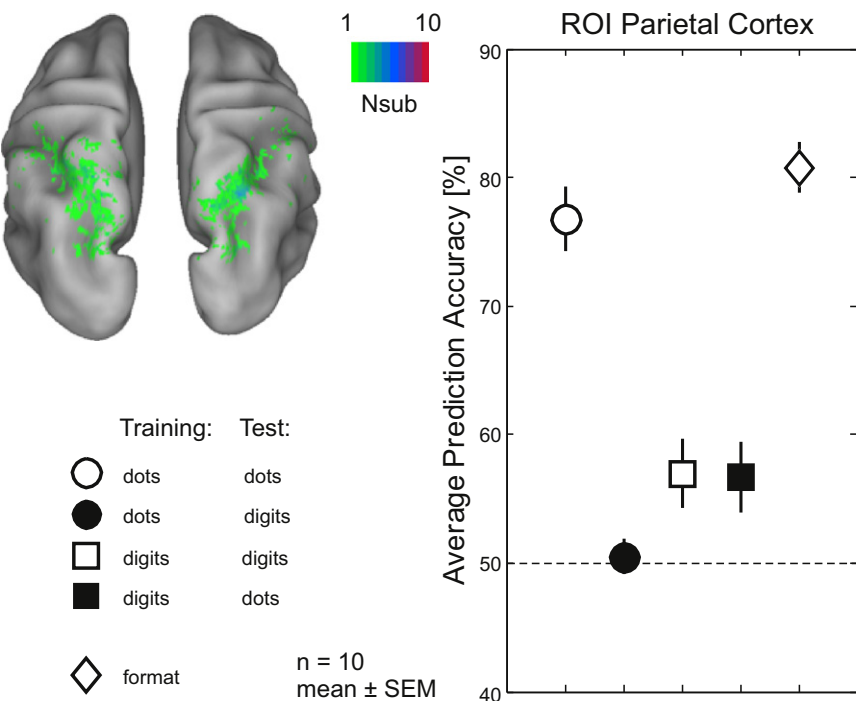 1 10
Nsub
Training: Test:
dots dots
dots digits
digits digits
digits dots
format
n = 10
mean ± SEM
ROI Parietal Cortex
Average Prediction Accuracy [%]
90
80
70
60
50
40